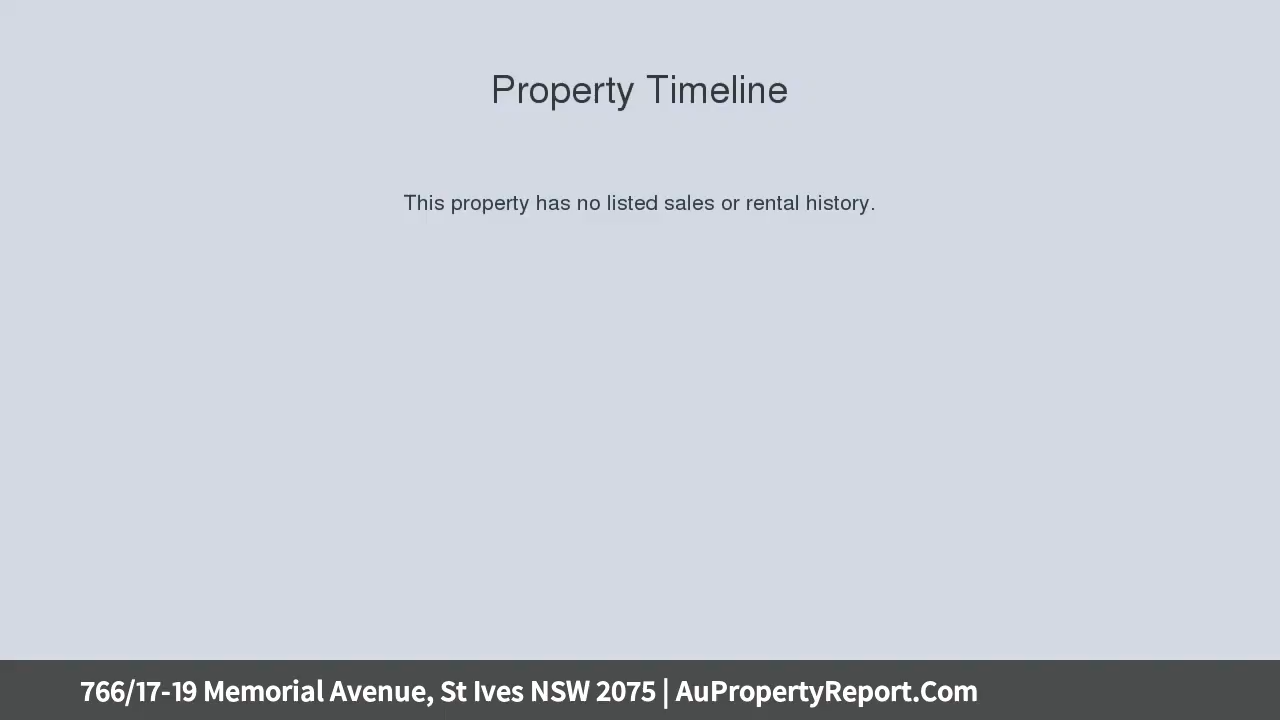 Property Timeline
This property has no listed sales or rental history.
766/17-19 Memorial Avenue, St Ives NSW 2075 | AuPropertyReport.Com